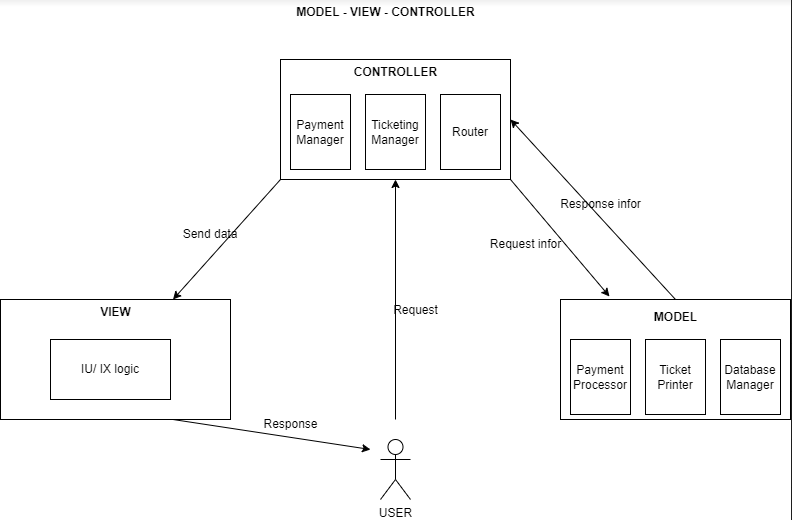 MODEL - VIEW - CONTROLLER
CONTROLLER
Payment
Manager
Ticketing
Manager
Router
Send data
Request infor
Response infor
Request
VIEW
IU/ IX logic
MODEL
Payment
Processor
Ticket
Printer
Database
Manager
Response
USER